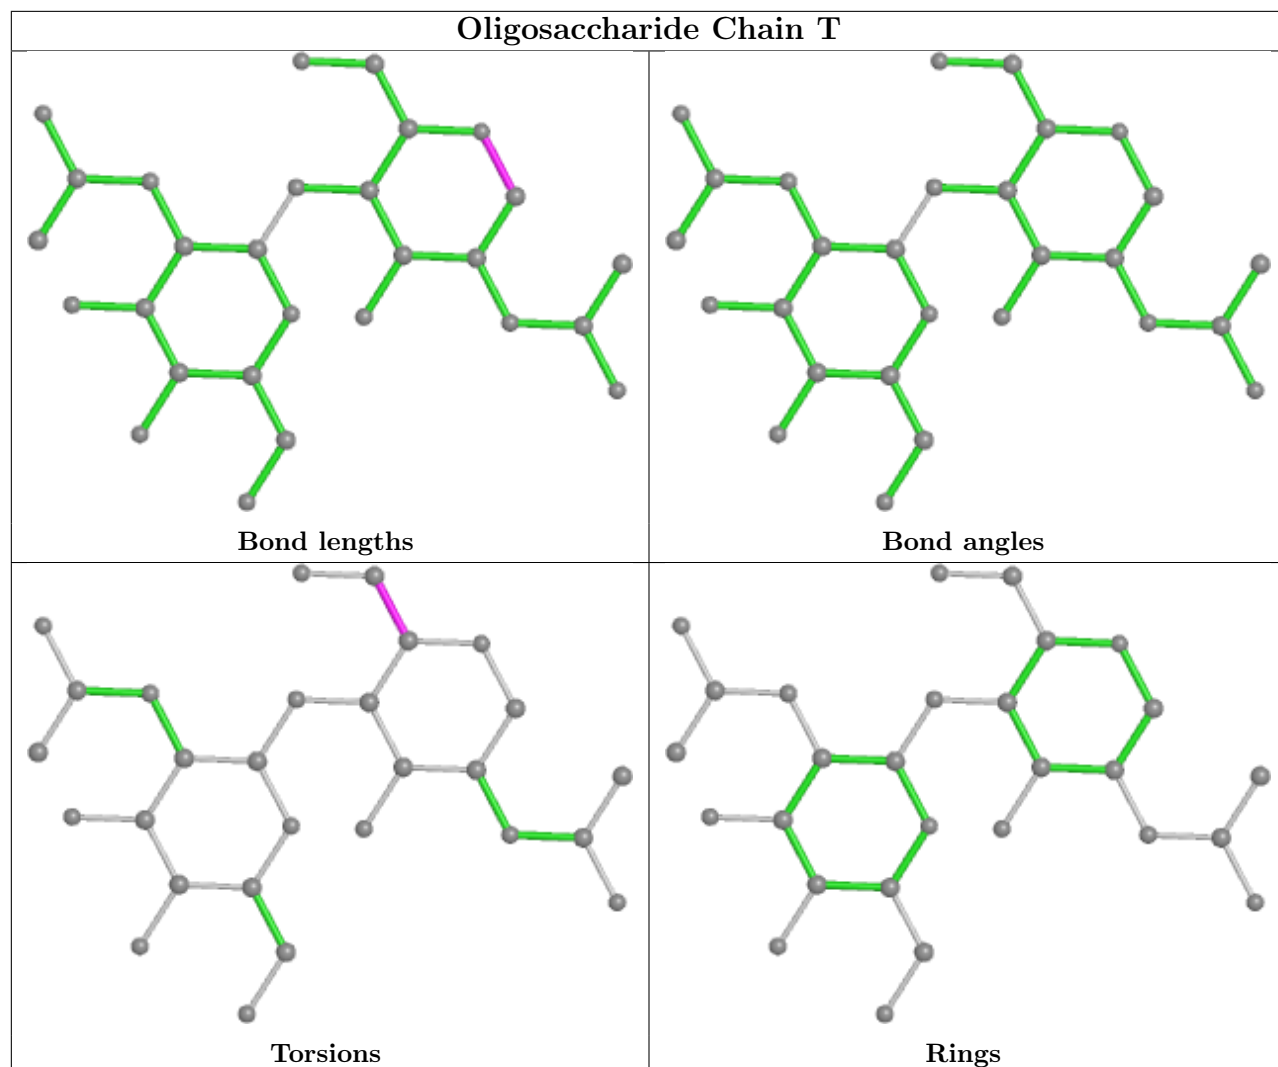 Oligosaccharide Chain T
Bond lengths
Bond angles
Torsions
Rings